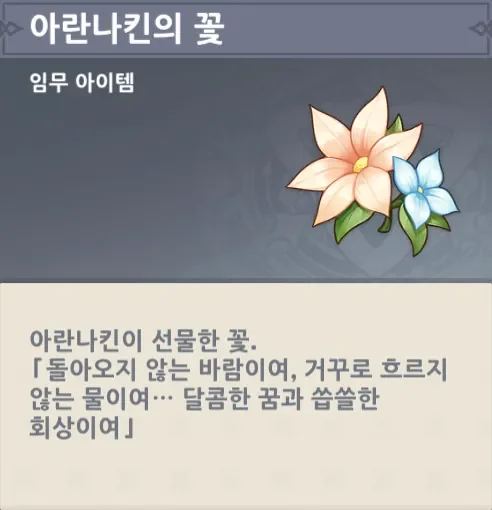 아란나킨의 꽃
임무 아이템
아란나킨이 선물한 꽃.
「돌아오지 않는 바람이여, 거꾸로 흐르지
않는 물이여… 달콤한 꿈과 씁쓸한
회상이여」